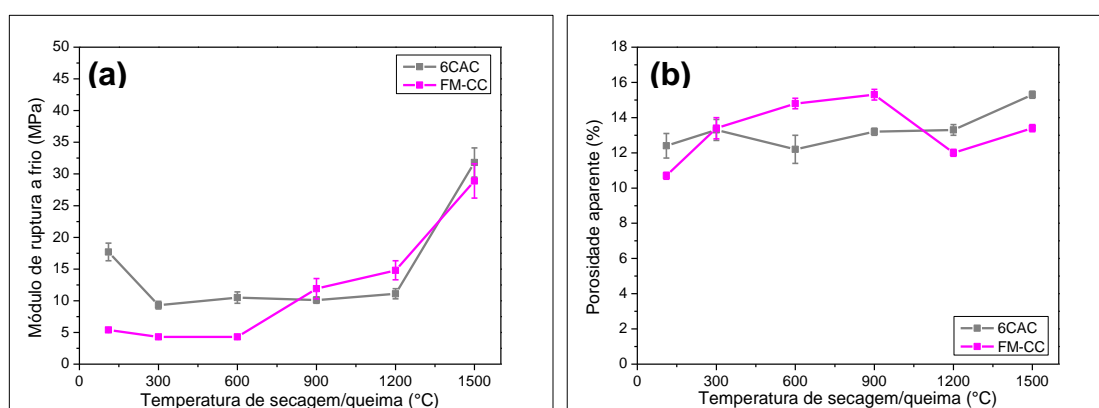 (a)
6CAC
FM-CC
Módulo de ruptura a frio (MPa)
50
45
40
35
30
25
20
15
10
5
0
0 300 600 900 1200 1500
Temperatura de secagem/queima (°C)
(b)
6CAC
FM-CC
Porosidade aparente (%)
18
16
14
12
10
8
6
4
2
0
0 300 600 900 1200 1500
Temperatura de secagem/queima (°C)